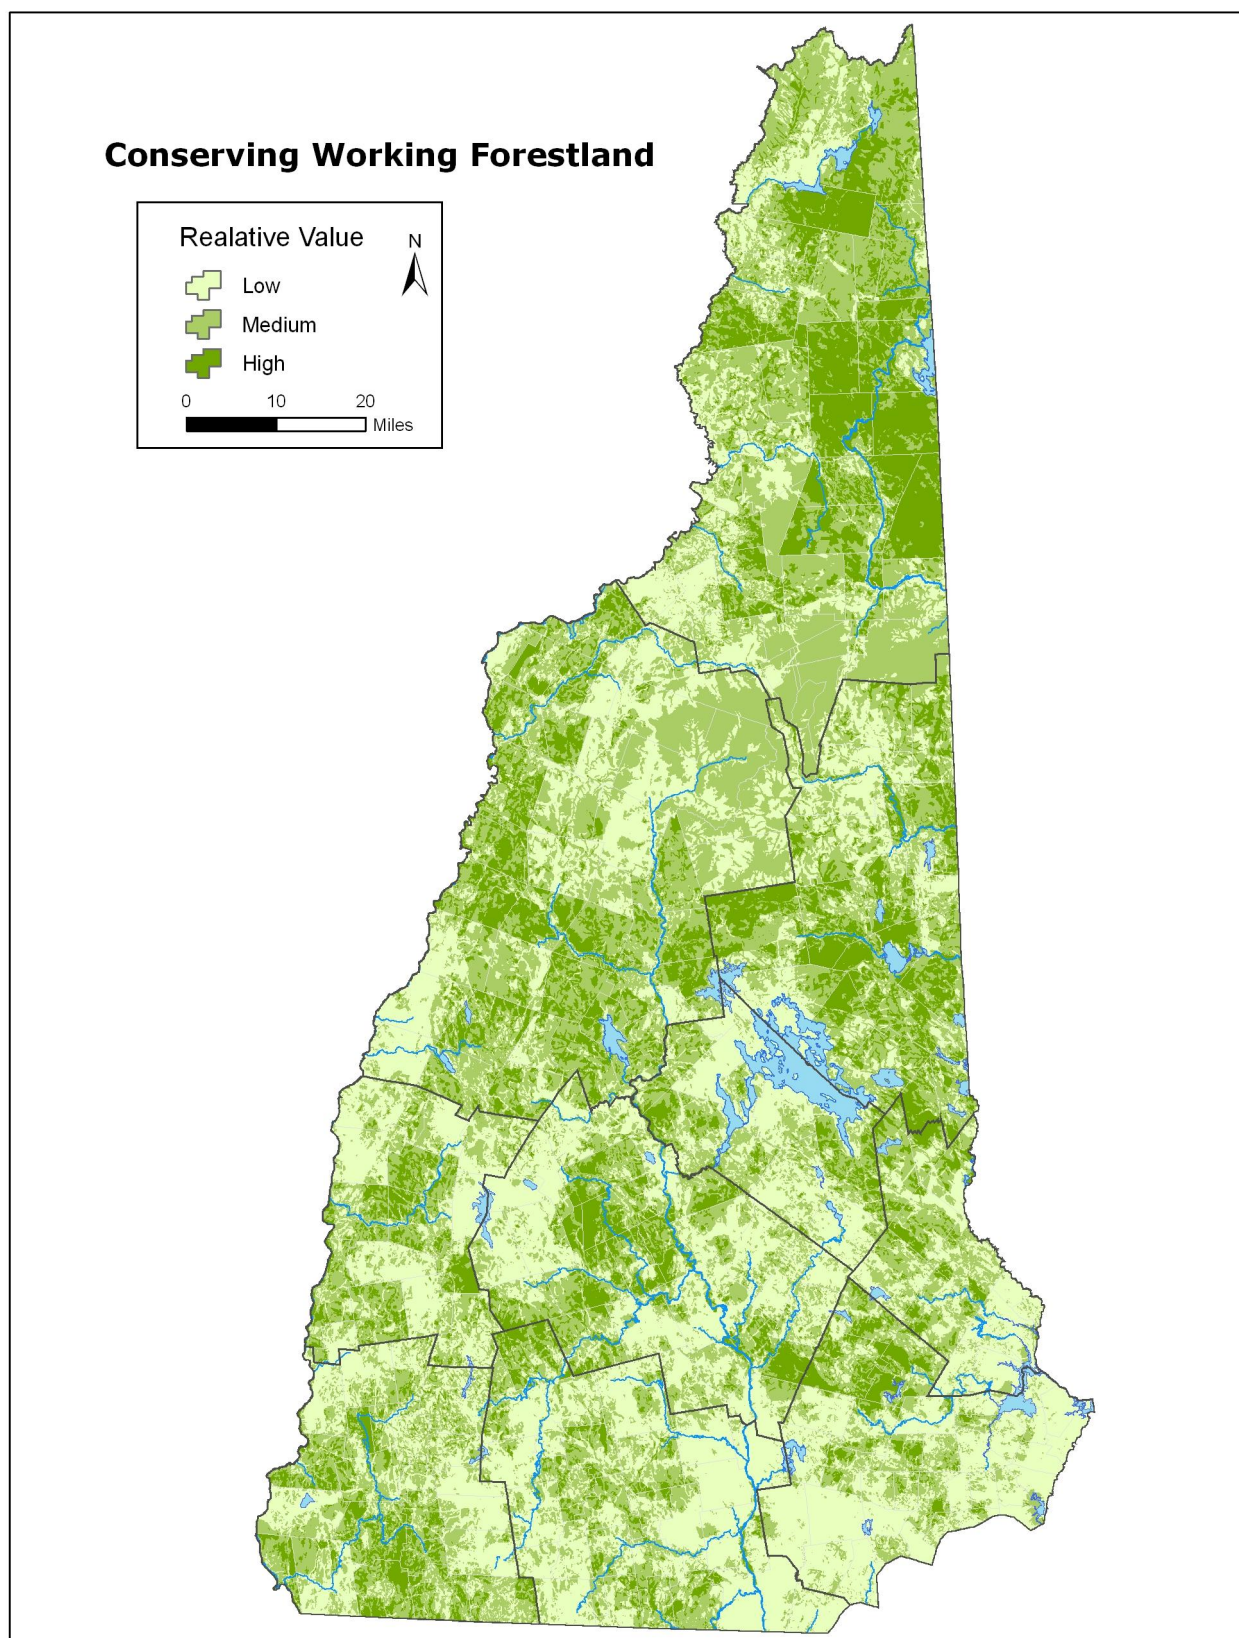 Conserving Working Forestland
Realative Value
N
Low
Medium
High
0 10 20
Miles